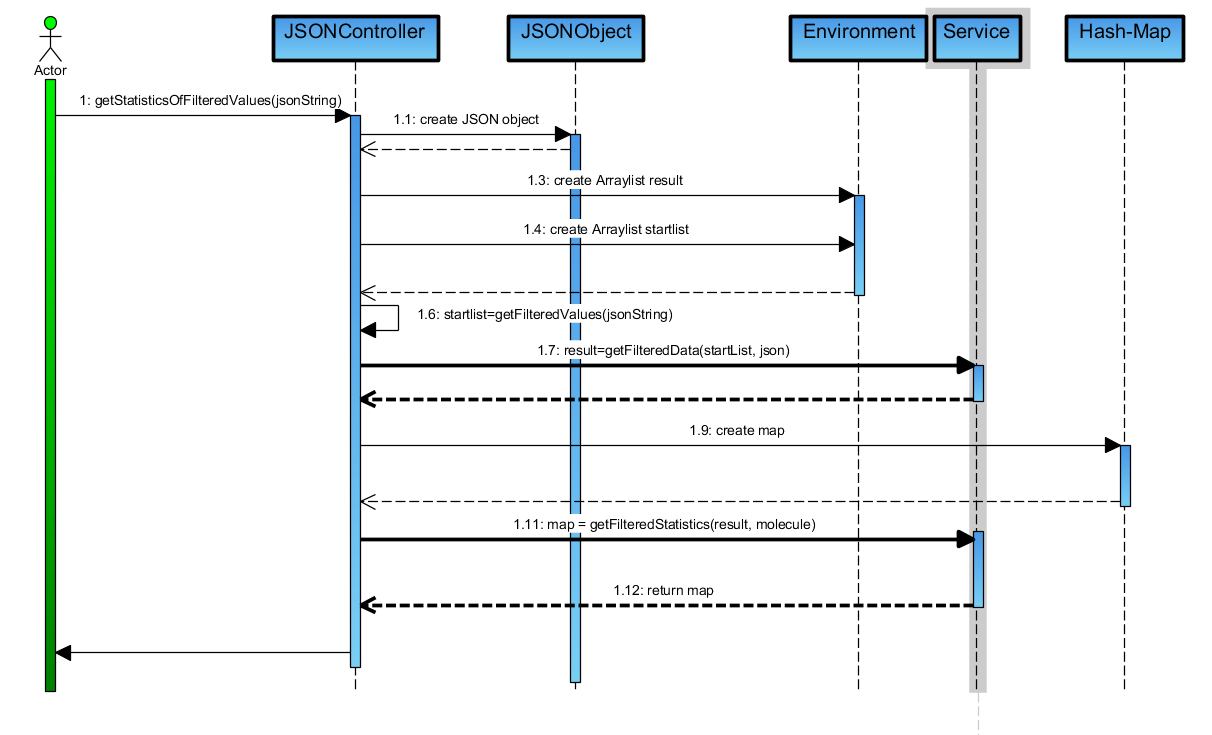 JSONController
JSONObject
Environment
Service
Hash-Map
Actor
1: getStatisticsOfFilteredValues(jsonString)
1.1: create JSON object
1.3: create Arraylist result
1.4: create Arraylist startlist
1.6: startlist=getFilteredValues(jsonString)
1.7: result=getFilteredData(startList, json)
1.9: create map
1.11: map = getFilteredStatistics(result, molecule)
1.12: return map